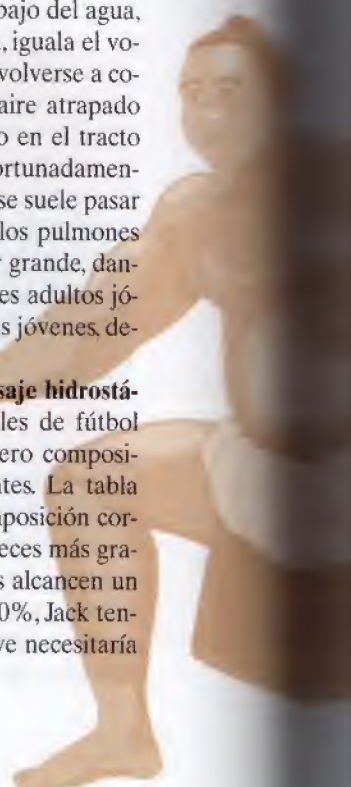 bajo del agua,
, iguala el vo-
volverse a co-
aire atrapado
o en el tracto
ortunadamen-
se suele pasar
los pulmones
r grande, dan-
es adultos jó-
s jóvenes, de-
saje hidrostá-
les de fútbol
ero composi-
tes. La tabla
mposición cor-
eces más gra-
s alcancen un
0%, Jack ten-
ve necesitaría